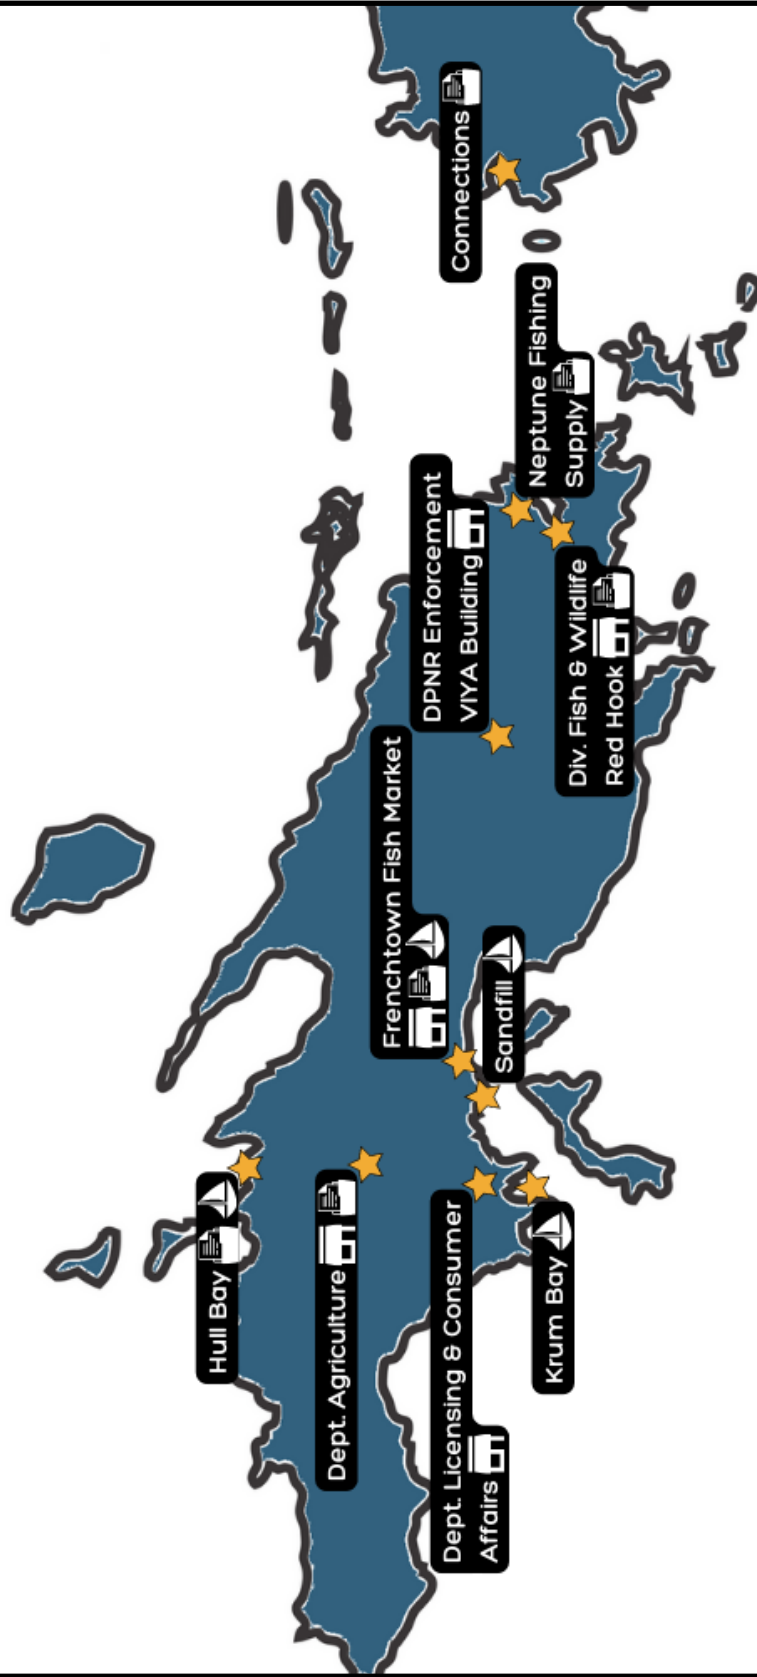 Hull Bay
Dept. Agriculture
Dept. Licensing & Consumer
Affairs
Krum Bay
Frenchtown Fish Market
Sandfill
DPNR Enforcement
VIYA Building
Div. Fish & Wildlife
Red Hook
Neptune Fishing
Supply
Connections